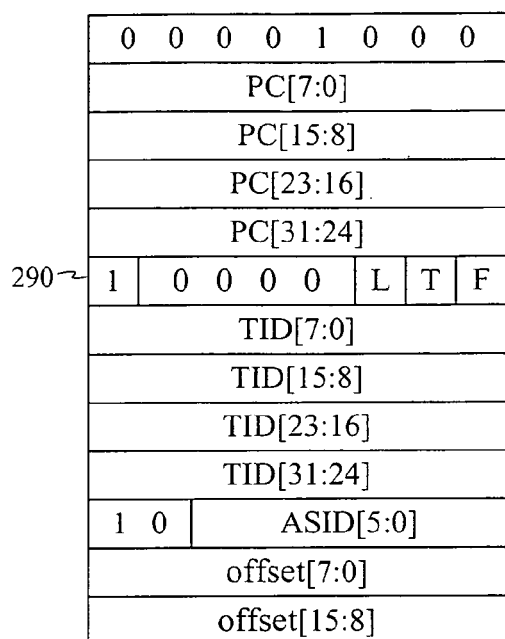 0 0 0 0 1 0 0 0
PC[7:0]
PC[15:8]
PC[23:16]
PC[31:24]
290 1 0 0 0 0 L T F
TID[7:0]
TID[15:8]
TID[23:16]
TID[31:24]
1 0 ASID[5:0]
offset[7:0]
offset[15:8]